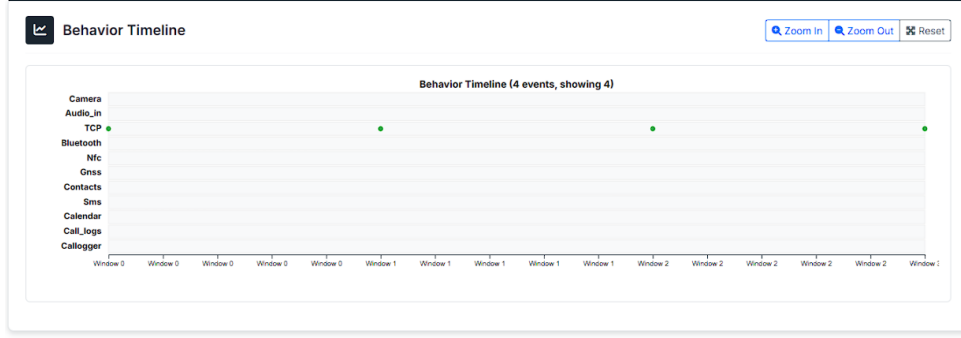 Behavior Timeline
Zoom In Zoom Out Reset
Behavior Timeline (4 events, showing 4)
Camera
Audio_in
TCP
Bluetooth
Nfc
Gnss
Contacts
Sms
Calendar
Call_logs
Callogger
Window 0 Window 0 Window 0 Window 0 Window 0 Window 1 Window 1 Window 1 Window 1 Window 1 Window 2 Window 2 Window 2 Window 2 Window 2 Window